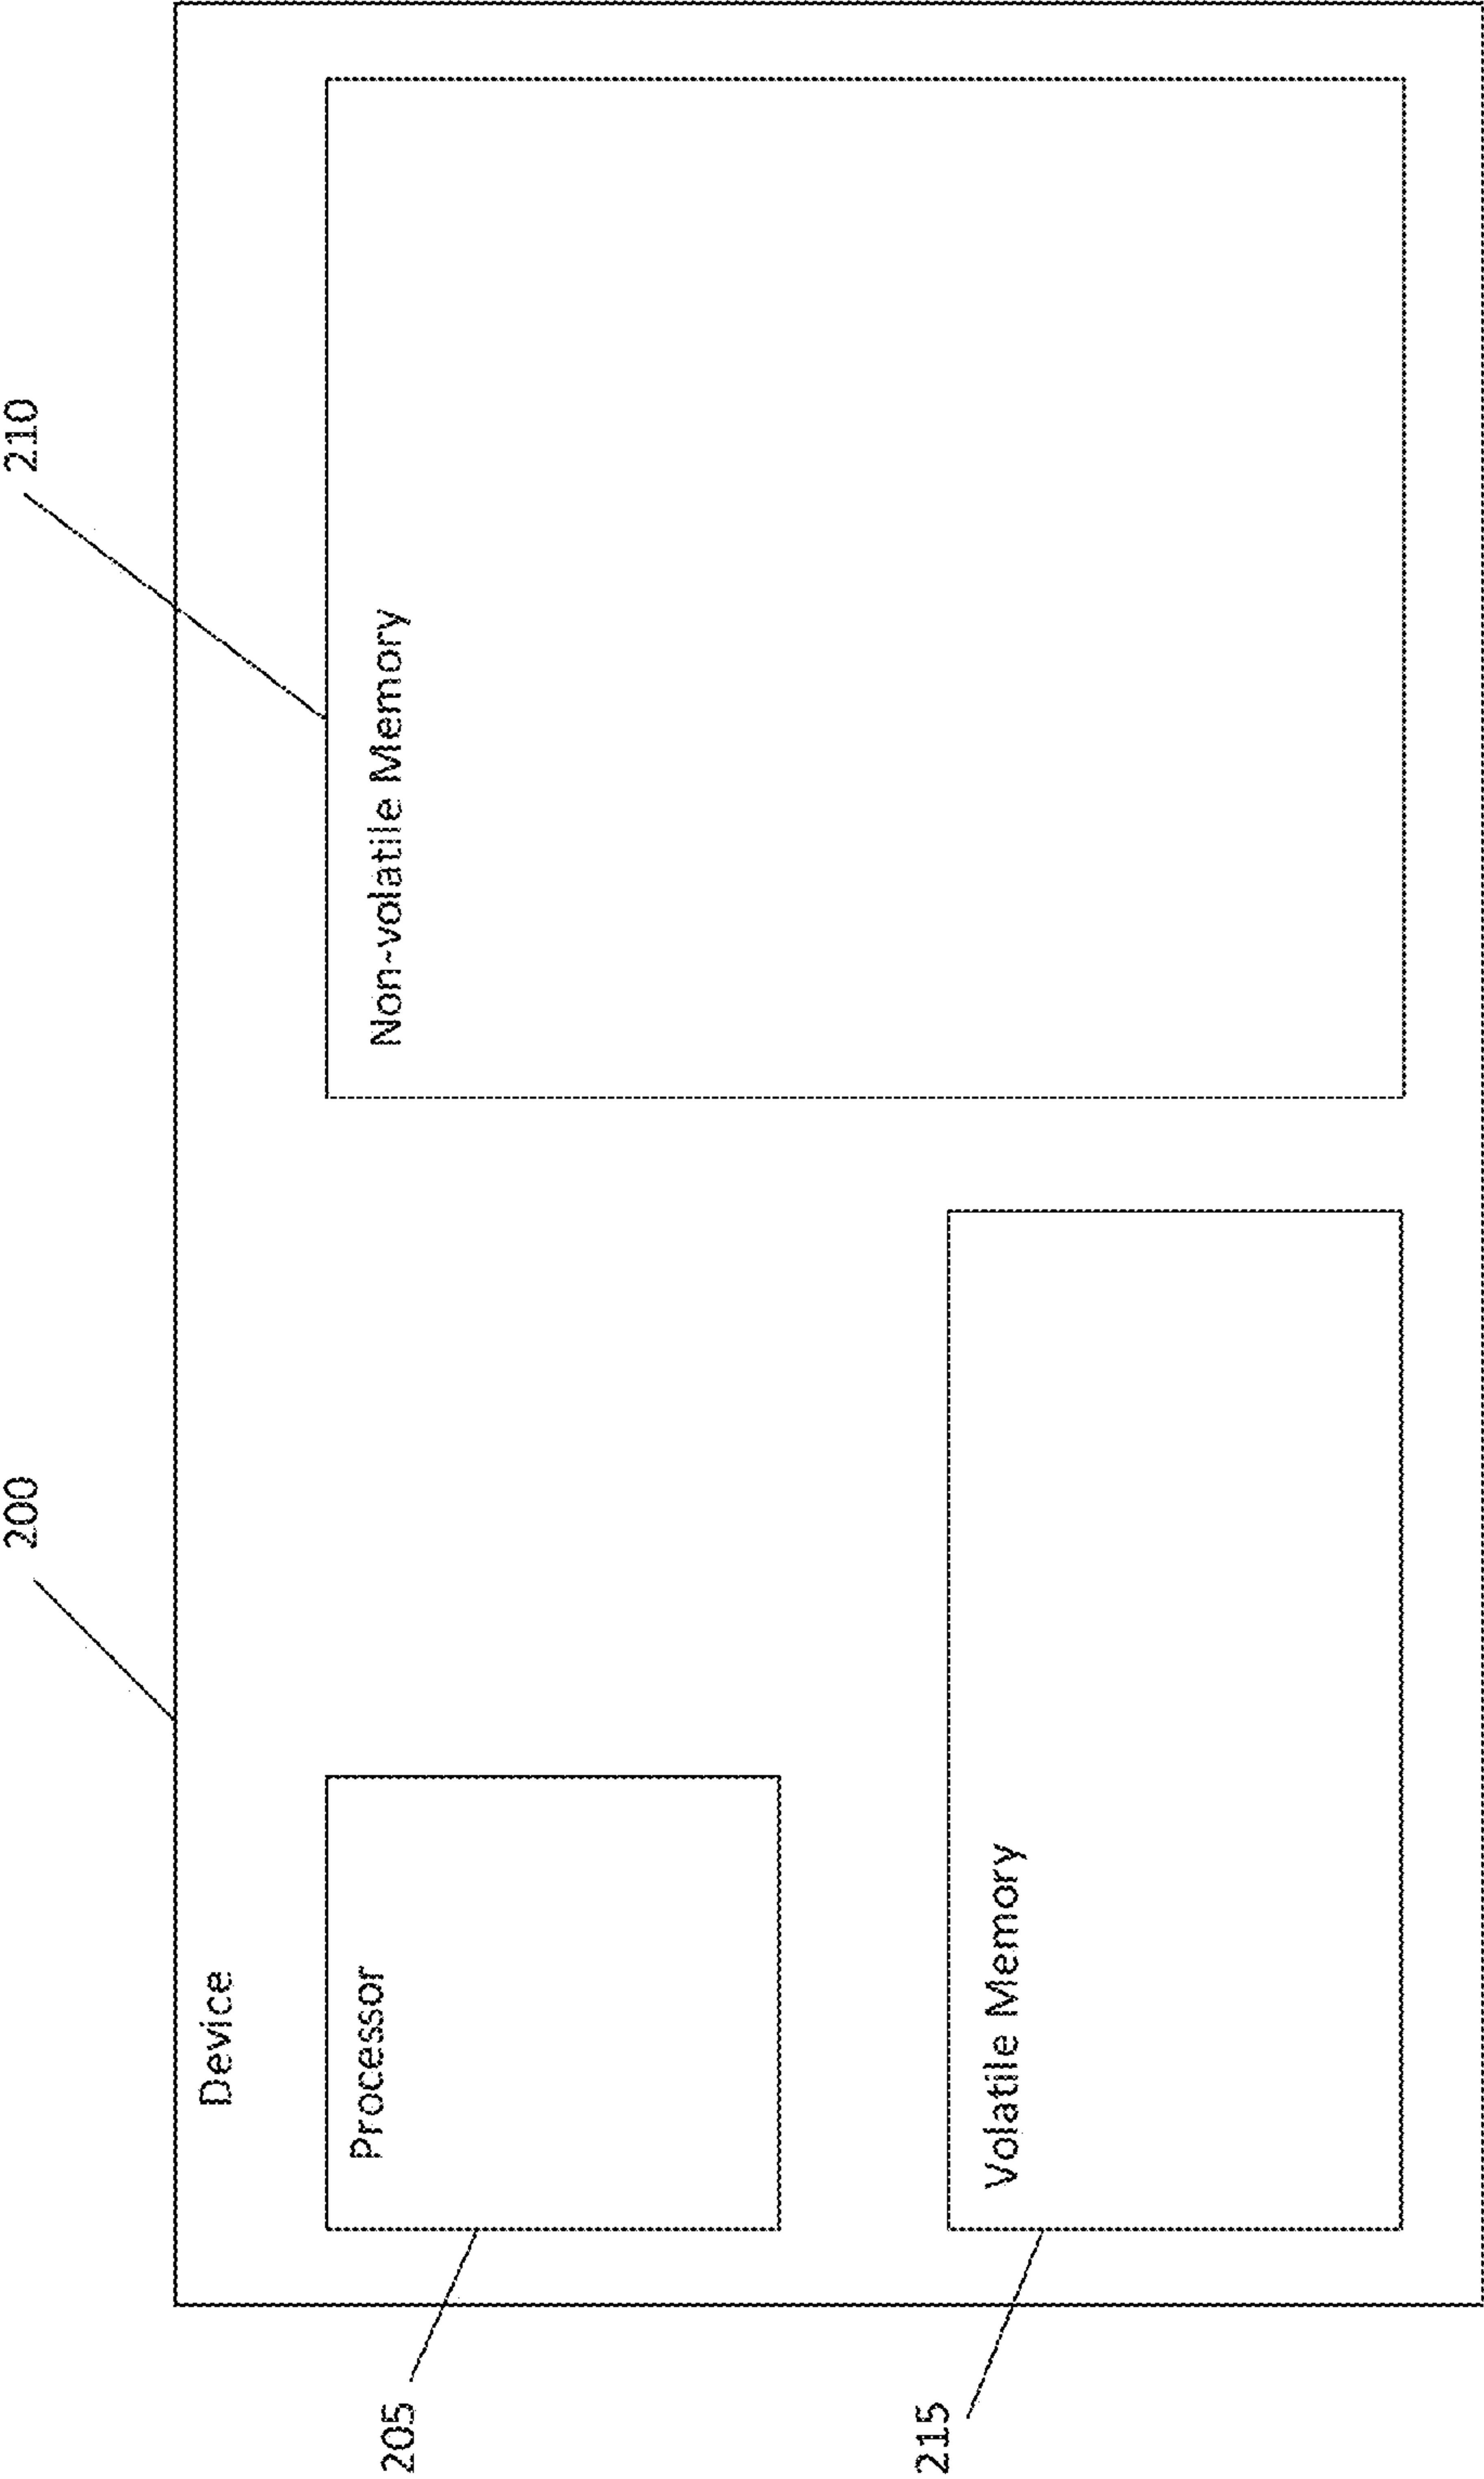 200
210
Device
205
Processor
Non-volatile Memory
215
Volatile Memory